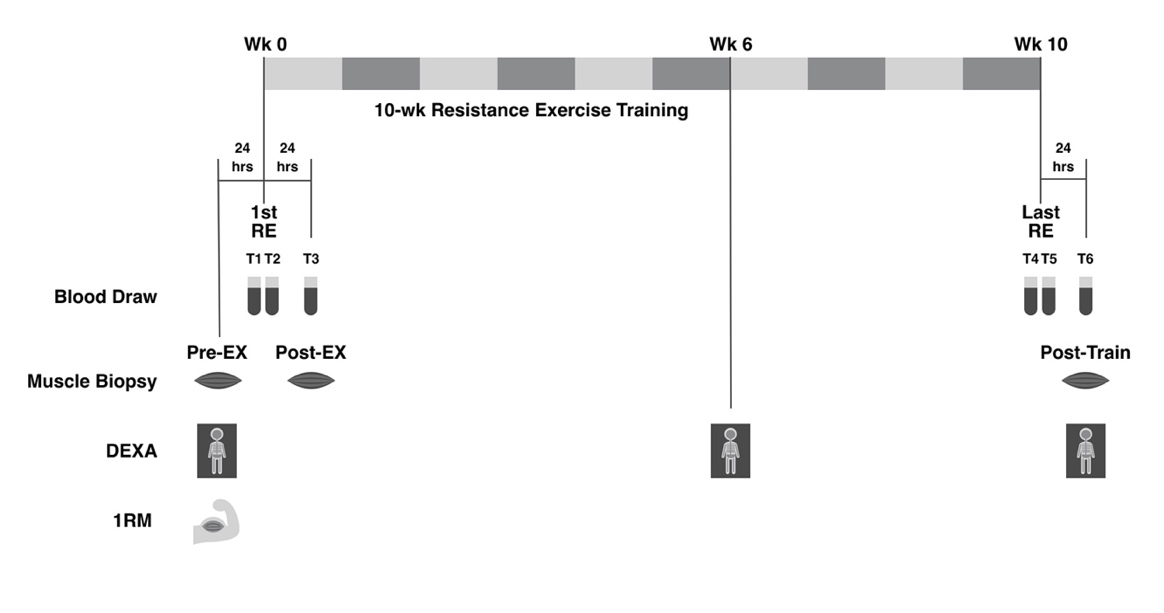 Wk 0
Wk 6
Wk 10
10-wk Resistance Exercise Training
24
hrs
24
hrs
24
hrs
1st
RE
Last
RE
T1 T2
T3
T4 T5
T6
Blood Draw
Pre-EX
Post-EX
Post-Train
Muscle Biopsy
DEXA
1RM